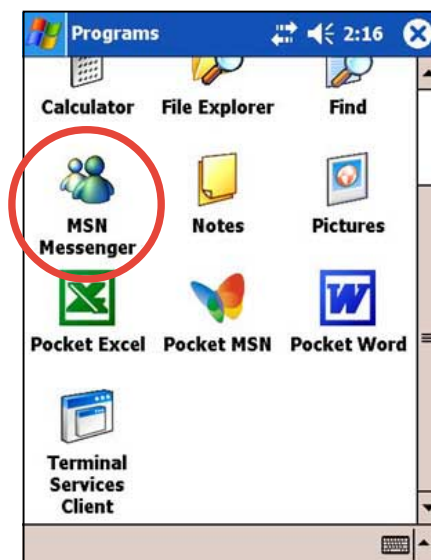 Programs 2:16
Calculator File Explorer Find
MSN Messenger Notes Pictures
Pocket Excel Pocket MSN Pocket Word
Terminal
Services
Client